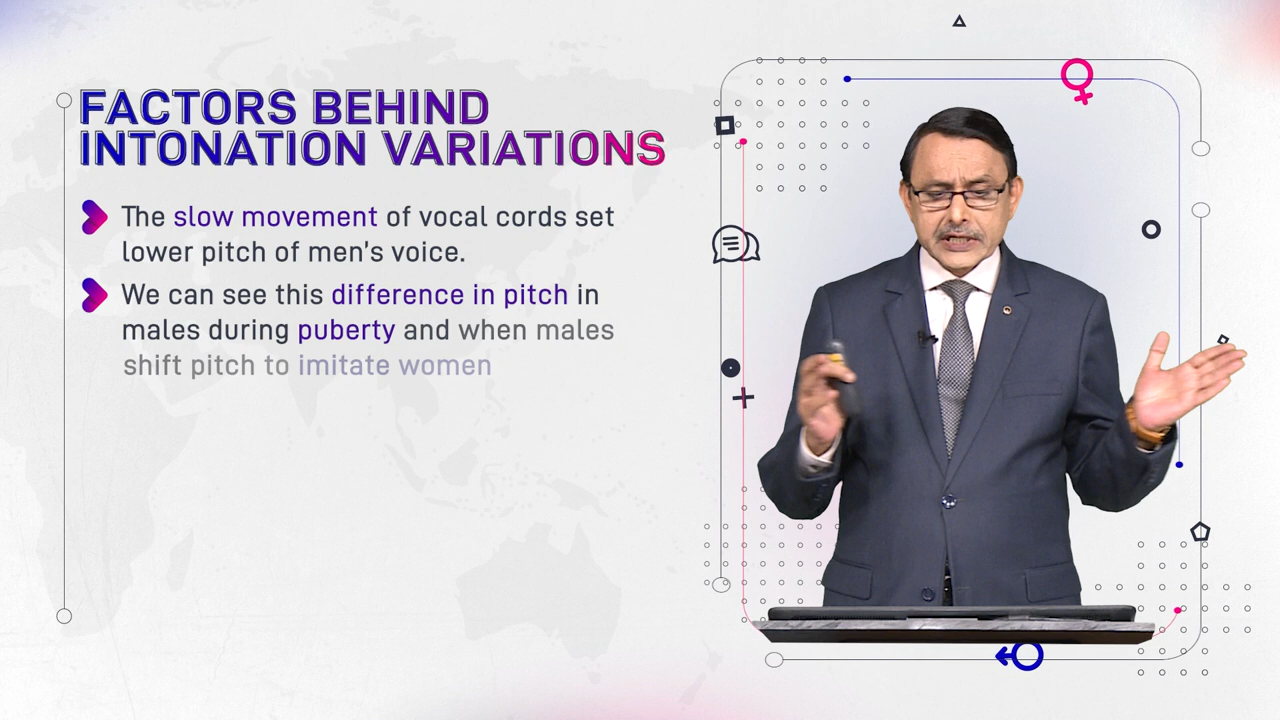 FACTORS BEHIND
INTONATION VARIATIONS
The slow movement of vocal cords set
lower pitch of men's voice.
We can see this difference in pitch in
males during puberty and when males
shift pitch to imitate women